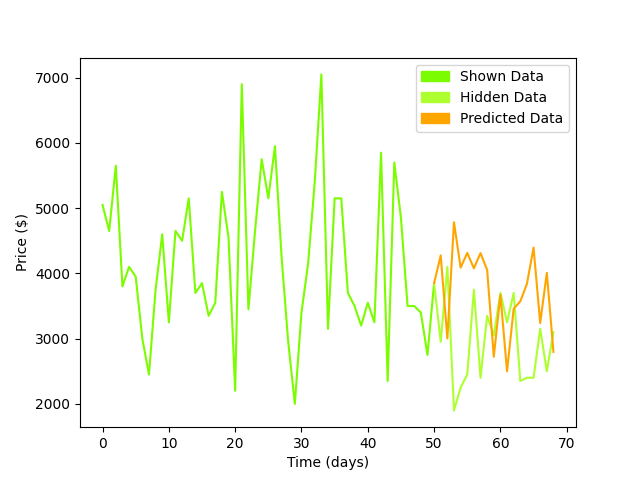 7000
6000
5000
4000
3000
2000
Price ($)
0 10 20 30 40 50 60 70
Time (days)
Shown Data
Hidden Data
Predicted Data